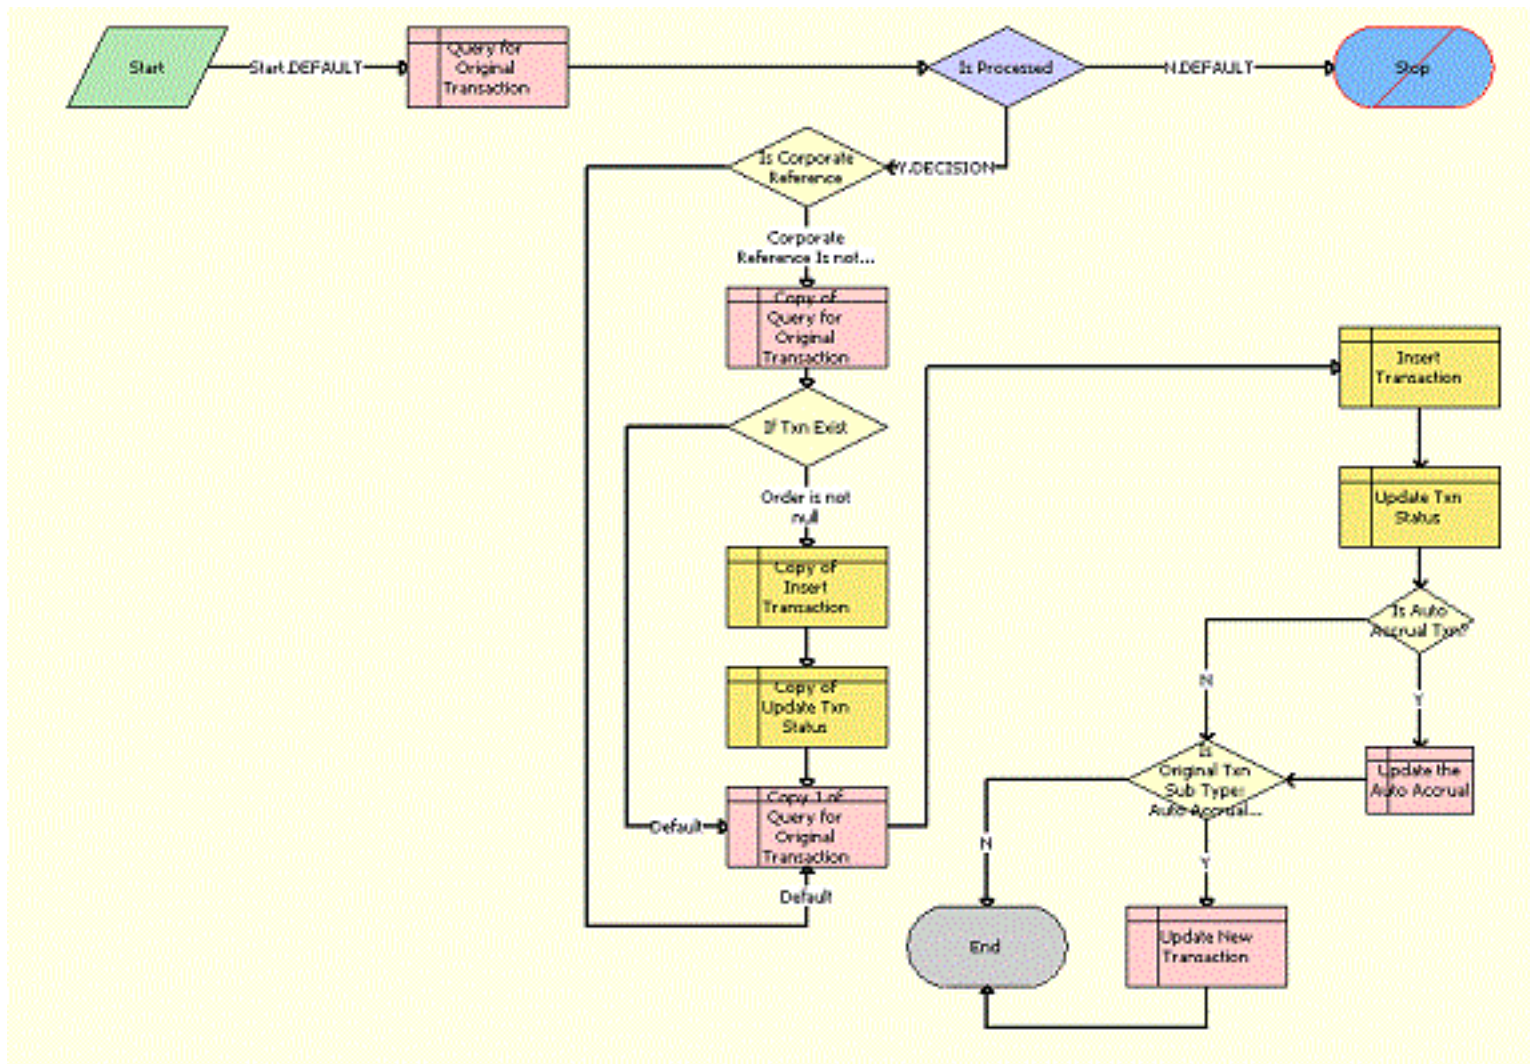 Start
Start.DEFAULT
Query for
Original
Transaction
Is Processed
N.DEFAULT
Stop
Is Corporate
Reference
Y.DECISION
Corporate
Reference Is not...
Copy of
Query for
Original
Transaction
If Txn Exist
Order is not
null
Copy of
Insert
Transaction
Copy of
Update Txn
Status
Default
Copy 1 of
Query for
Original
Transaction
Default
Insert
Transaction
Update Txn
Status
Is Auto
Accrual Txn?
N
Y
Is
Original Txn
Sub Type:
Auto Accrual...
Update the
Auto Accrual
N
Y
End
Update New
Transaction